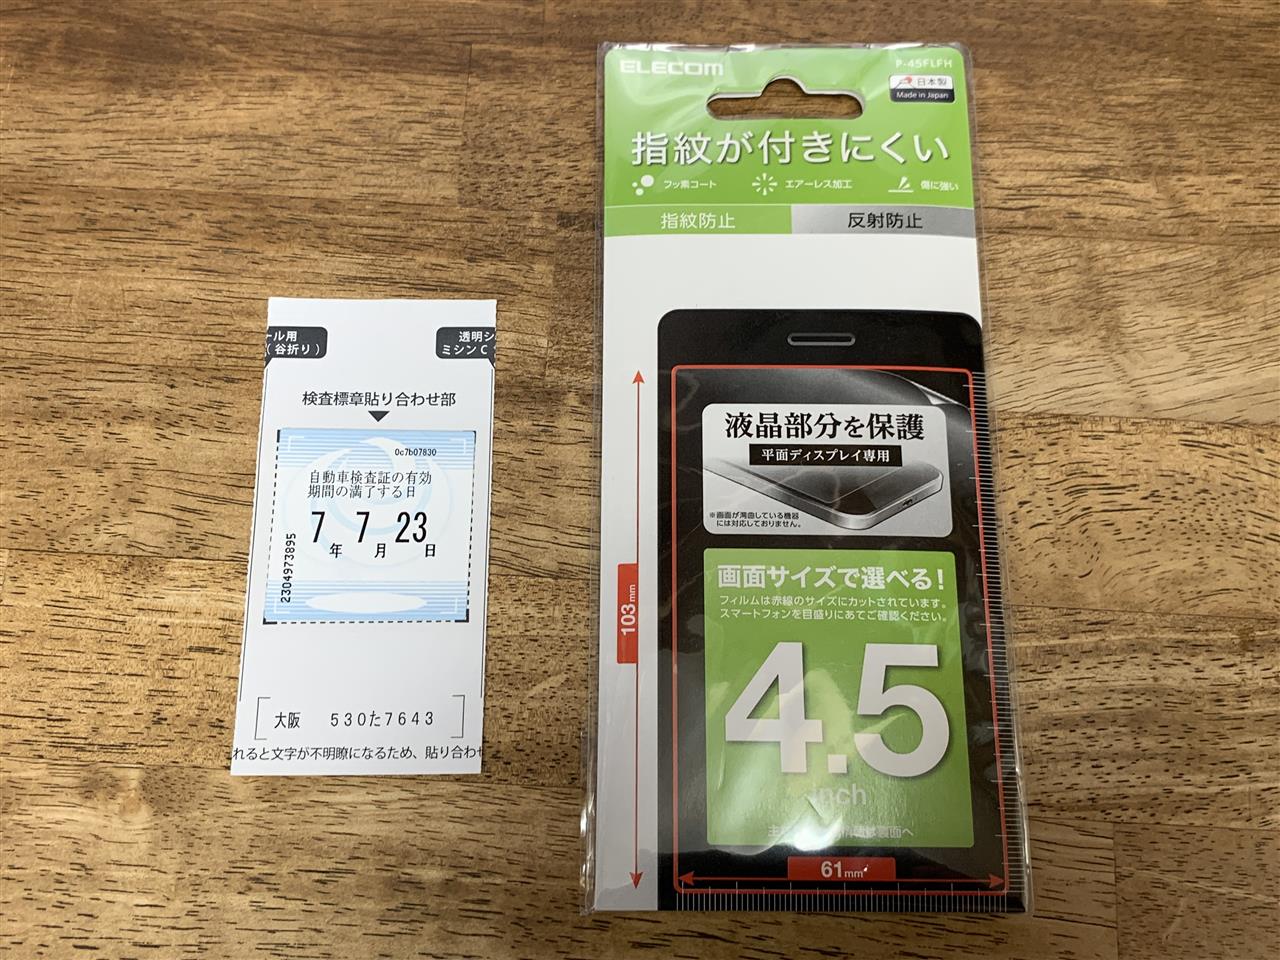 ール用
(谷折り)
透明シ
ミシンC
検査標章貼り合わせ部
0c7b07830
自動車検査証の有効
期間の満了する日
7年7月23日
2304973895
大阪 530た7643
れると文字が不明瞭になるため、貼り合わせ
ELECOM
P-45FLFH
日本製
Made in Japan
指紋が付きにくい
フッ素コート
エアーレス加工
傷に強い
指紋防止
反射防止
液晶部分を保護
平面ディスプレイ専用
※画面が湾曲している機器
には対応しておりません。
画面サイズで選べる!
フィルムは赤線のサイズにカットされています。
スマートフォンを目盛りにあてご確認ください。
4.5
inch
103mm
61mm